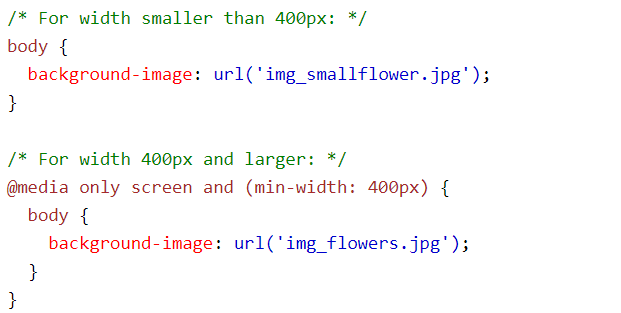 /* For width smaller than 400px: */
body {
  background-image: url('img_smallflower.jpg');
}

/* For width 400px and larger: */
@media only screen and (min-width: 400px) {
  body {
    background-image: url('img_flowers.jpg');
  }
}